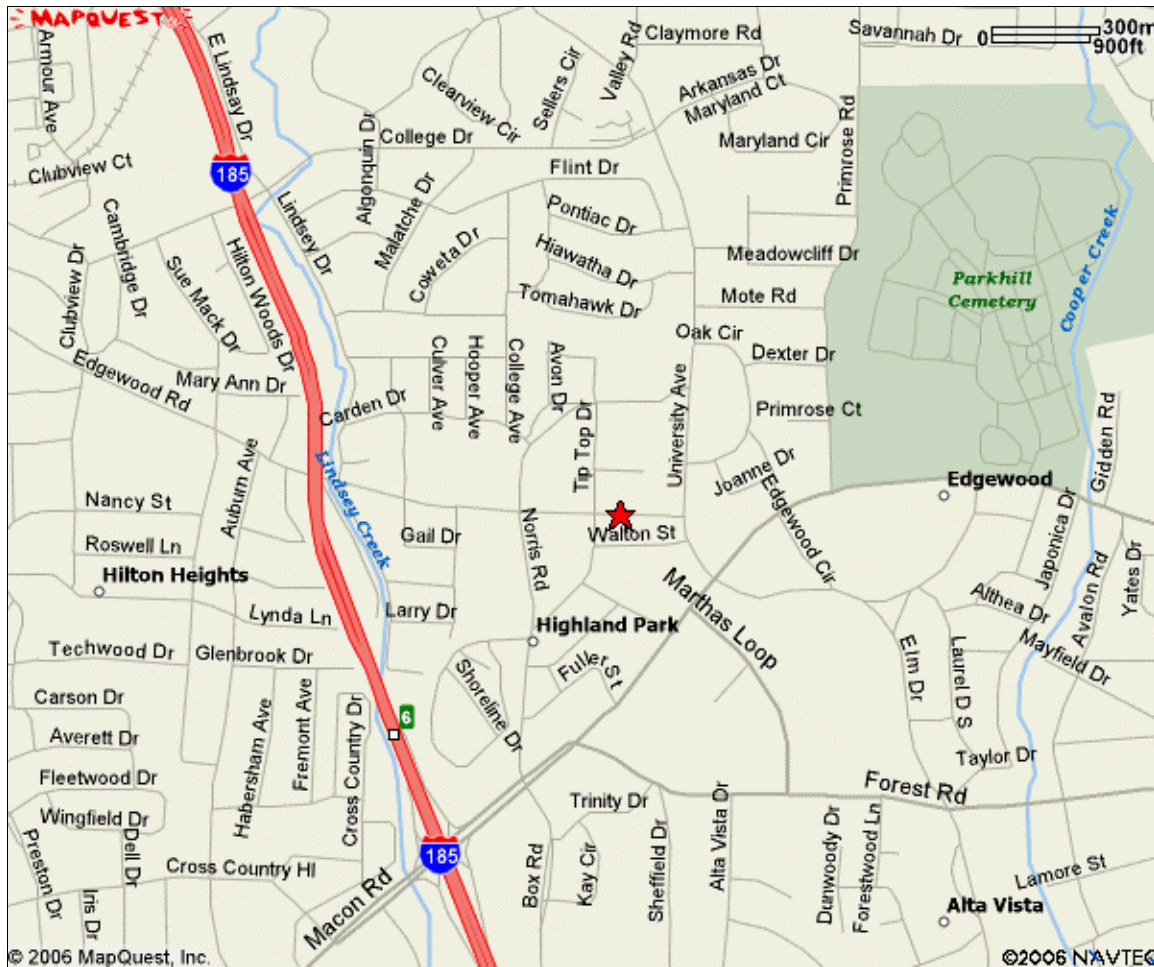 MAPQUEST
E Lindsay Dr
Armour Ave
Clubview Ct
185
Claymore Rd
Savannah Dr
0 300m
900ft
Valley Rd
Sellers Cir
Clearview Cir
College Dr
Arkansas Dr
Maryland Ct
Maryland Cir
Primrose Rd
Flint Dr
Algonquin Dr
Malatche Dr
Lindsey Dr
Pontiac Dr
Hiawatha Dr
Tomahawk Dr
Coweta Dr
Meadowcliff Dr
Mote Rd
Oak Cir
Dexter Dr
Primrose Ct
Parkhill
Cemetery
Cooper Creek
Cambridge Dr
Clubview Dr
Sue Mack Dr
Hilton Woods Dr
Edgewood Rd
Mary Ann Dr
Carden Dr
Culver Ave
Hooper Ave
College Ave
Avon Dr
Tip Top Dr
University Ave
Joanne Dr
Edgewood Cir
Edgewood
Gidden Rd
Japonica Dr
Auburn Ave
Lindsey Creek
Nancy St
Roswell Ln
Hilton Heights
Gail Dr
Norris Rd
Walton St
Larry Dr
Lynda Ln
Highland Park
Marthas Loop
Althea Dr
Avalon Rd
Yates Dr
Mayfield Dr
Elm Dr
Laurel D S
Taylor Dr
Techwood Dr
Glenbrook Dr
Fuller St
Shoreline Dr
Carson Dr
Averett Dr
Fleetwood Dr
Wingfield Dr
Habersham Ave
Fremont Ave
Cross Country Dr
6
Forest Rd
Trinity Dr
Alta Vista Dr
Preston Dr
Dell Dr
Iris Dr
Cross Country Hl
185
Macon Rd
Box Rd
Kay Cir
Sheffield Dr
Dunwoody Dr
Forestwood Ln
Lamore St
Alta Vista
© 2006 MapQuest, Inc.
©2006 NAVTEQ